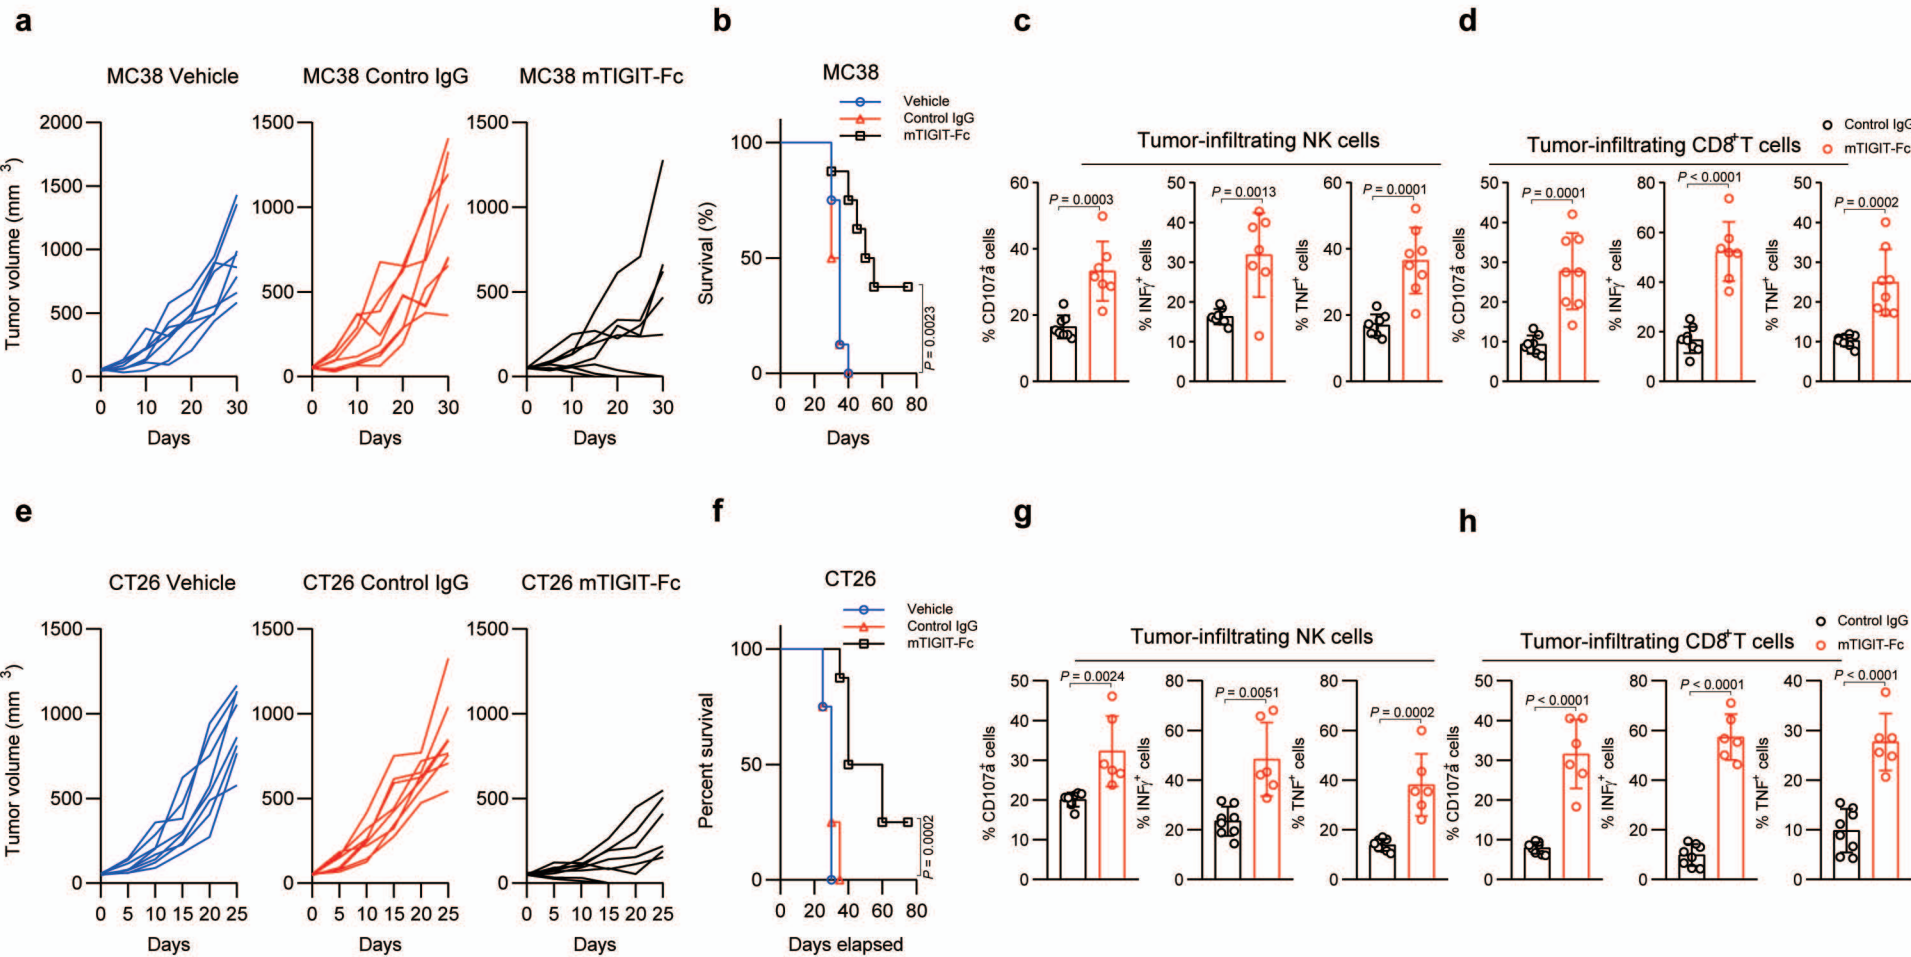 a
MC38 Vehicle
MC38 Contro IgG
MC38 mTIGIT-Fc
Tumor volume (mm 3)
2000
1500
1000
500
0
0 10 20 30
Days
1500
1000
500
0
0 10 20 30
Days
1500
1000
500
0
0 10 20 30
Days
b
MC38
Vehicle
Control IgG
mTIGIT-Fc
Survival (%)
100
50
0
0 20 40 60 80
Days
P = 0.0023
c
Tumor-infiltrating NK cells
% CD107a+ cells
60
40
20
0
P = 0.0003
% INFγ+ cells
50
40
30
20
10
0
P = 0.0013
% TNF+ cells
60
40
20
0
P = 0.0001
d
Tumor-infiltrating CD8+T cells
Control IgG
mTIGIT-Fc
% CD107a+ cells
50
40
30
20
10
0
P = 0.0001
% INFγ+ cells
80
60
40
20
0
P < 0.0001
% TNF+ cells
50
40
30
20
10
0
P = 0.0002
e
CT26 Vehicle
CT26 Control IgG
CT26 mTIGIT-Fc
Tumor volume (mm 3)
1500
1000
500
0
0 5 10 15 20 25
Days
1500
1000
500
0
0 5 10 15 20 25
Days
1500
1000
500
0
0 5 10 15 20 25
Days
f
CT26
Vehicle
Control IgG
mTIGIT-Fc
Percent survival
100
50
0
0 20 40 60 80
Days elapsed
P = 0.0002
g
Tumor-infiltrating NK cells
% CD107a+ cells
50
40
30
20
10
0
P = 0.0024
% INFγ+ cells
80
60
40
20
0
P = 0.0051
% TNF+ cells
80
60
40
20
0
P = 0.0002
h
Tumor-infiltrating CD8+T cells
Control IgG
mTIGIT-Fc
% CD107a+ cells
50
40
30
20
10
0
P < 0.0001
% INFγ+ cells
80
60
40
20
0
P < 0.0001
% TNF+ cells
40
30
20
10
0
P < 0.0001